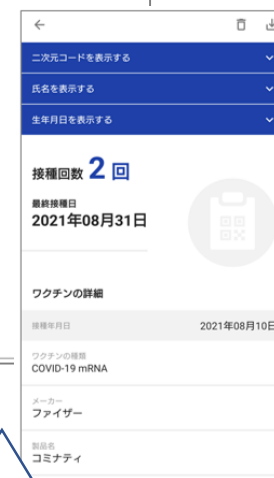 二次元コードを表示する
氏名を表示する
生年月日を表示する
接種回数 2 回
最終接種日
2021年08月31日
ワクチンの詳細
接種年月日 2021年08月10日
ワクチンの種類
COVID-19 mRNA
メーカー
ファイザー
製品名
コミナティ